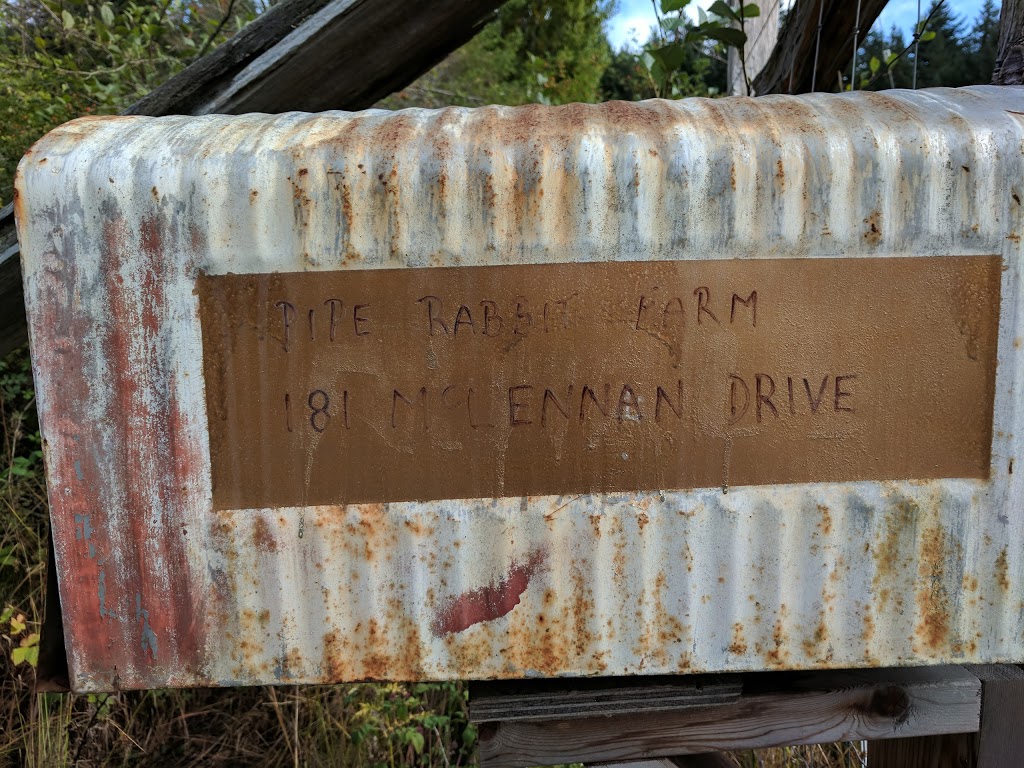 PIPE RABBIT FARM
181 McLENNAN DRIVE